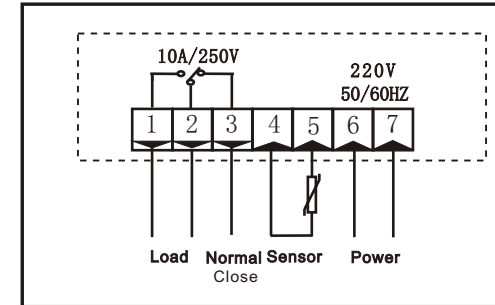 10A/250V
220V
50/60HZ
1 2 3 4 5 6 7
Load Normal Sensor Power
Close